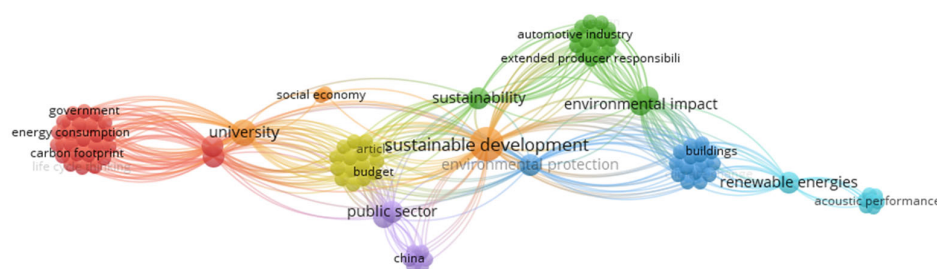 automotive industry
extended producer responsibili
social economy
sustainability
environmental impact
government
energy consumption
university
carbon footprint
sustainable development
buildings
environmental protection
budget
renewable energies
acoustic performance
public sector
china